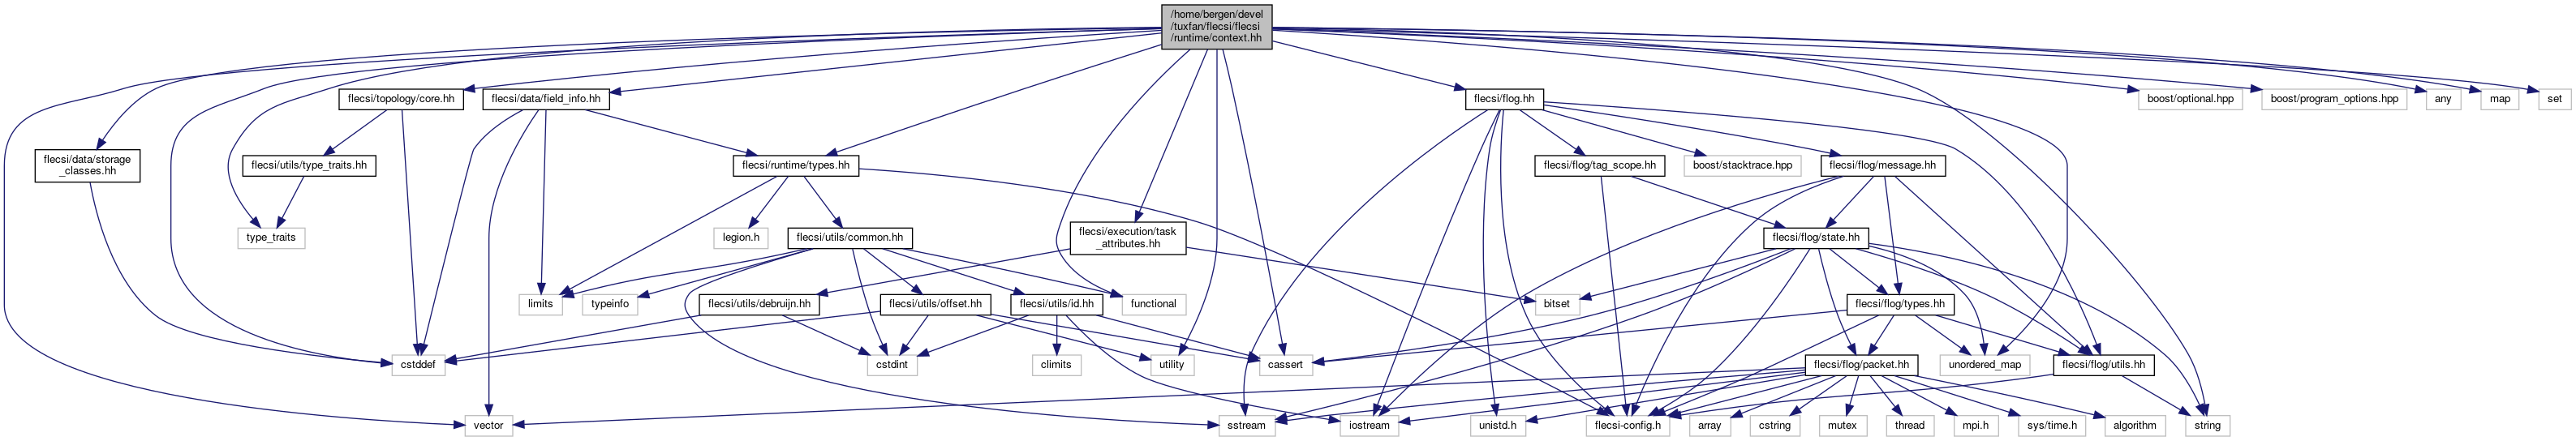 /home/bergen/devel
/tuxfan/flecsi/flecsi
/runtime/context.hh
flecsi/topology/core.hh
flecsi/data/field_info.hh
flecsi/flog.hh
boost/optional.hpp
boost/program_options.hpp
any
map
set
flecsi/data/storage
_classes.hh
flecsi/utils/type_traits.hh
flecsi/runtime/types.hh
flecsi/flog/tag_scope.hh
boost/stacktrace.hpp
flecsi/flog/message.hh
type_traits
legion.h
flecsi/utils/common.hh
flecsi/execution/task
_attributes.hh
flecsi/flog/state.hh
limits
typeinfo
flecsi/utils/debruijn.hh
flecsi/utils/offset.hh
flecsi/utils/id.hh
functional
bitset
flecsi/flog/types.hh
cstddef
cstdint
climits
utility
cassert
flecsi/flog/packet.hh
unordered_map
flecsi/flog/utils.hh
vector
sstream
iostream
unistd.h
flecsi-config.h
array
cstring
mutex
thread
mpi.h
sys/time.h
algorithm
string